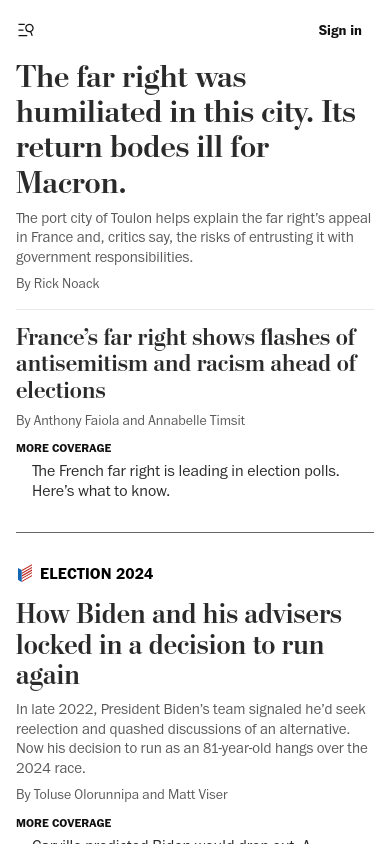 Sign in
The far right was
humiliated in this city. Its
return bodes ill for
Macron.
The port city of Toulon helps explain the far right’s appeal
in France and, critics say, the risks of entrusting it with
government responsibilities.
By Rick Noack
France’s far right shows flashes of
antisemitism and racism ahead of
elections
By Anthony Faiola and Annabelle Timsit
MORE COVERAGE
The French far right is leading in election polls.
Here’s what to know.
ELECTION 2024
How Biden and his advisers
locked in a decision to run
again
In late 2022, President Biden’s team signaled he’d seek
reelection and quashed discussions of an alternative.
Now his decision to run as an 81-year-old hangs over the
2024 race.
By Toluse Olorunnipa and Matt Viser
MORE COVERAGE
Carville predicted Biden would drop out. A